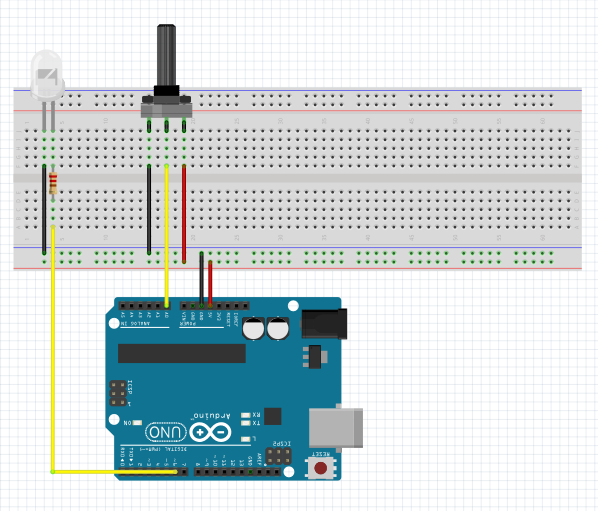 A5 A4 A3 A2 A1 A0
VIN GND GND 5V 3V3 RESET IOREF
ANALOG IN
POWER
ICSP
ON
UNO
Arduino
RX
TX
L
ICSP2
DIGITAL (PWM~)
RX◄0 TX►1 2 ~3 4 ~5 ~6 7 8 ~9 ~10 ~11 12 13 GND AREF
RESET